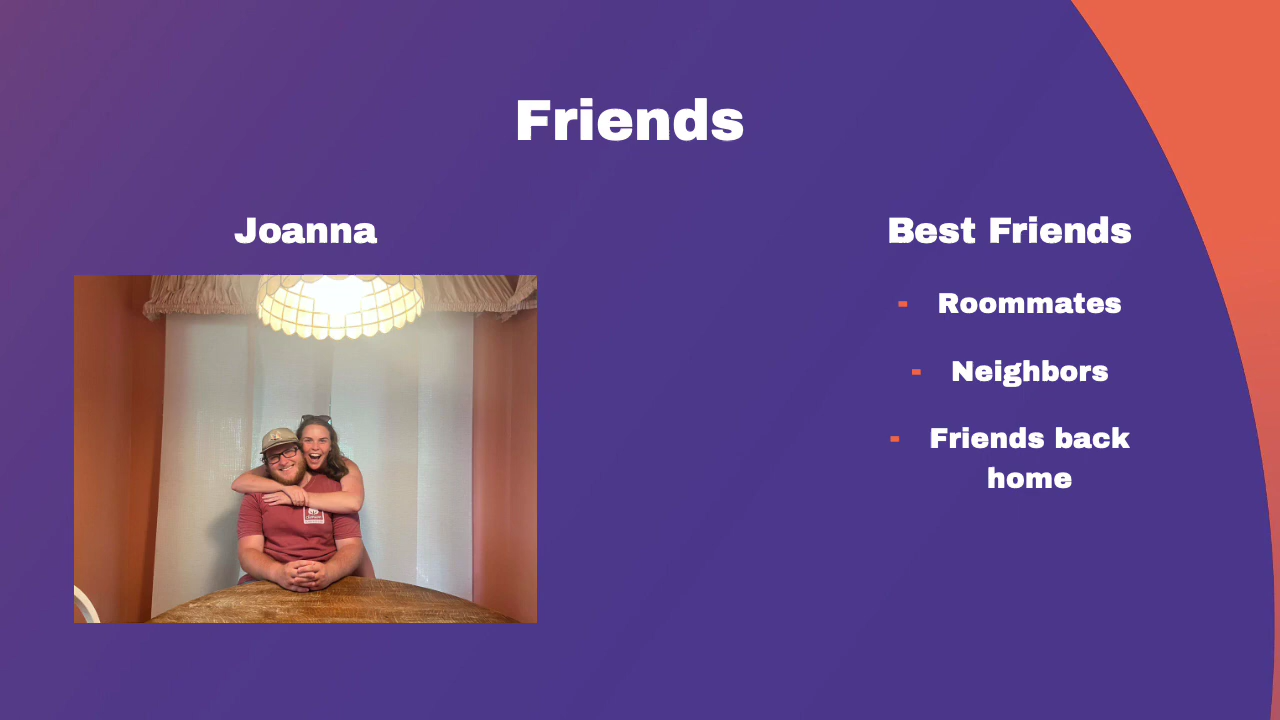 Friends
Joanna
Best Friends
- Roommates
- Neighbors
- Friends back
home